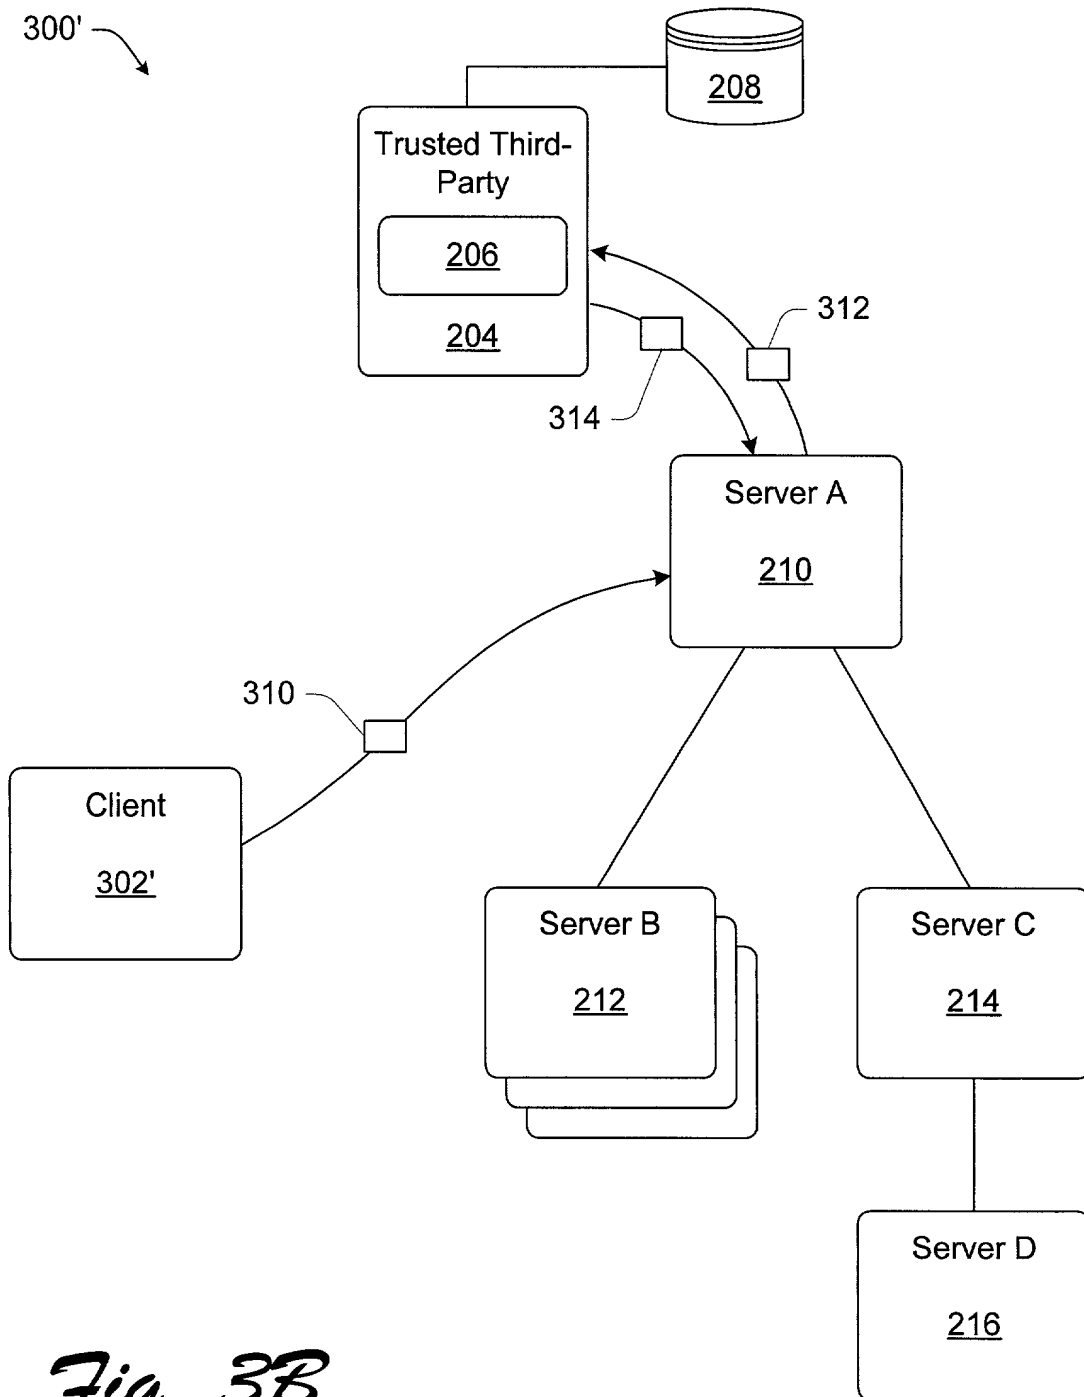 300'
208
Trusted Third-
Party
206
204
312
314
Server A
210
310
Client
302'
Server B
212
Server C
214
Server D
216
Fig. 3B